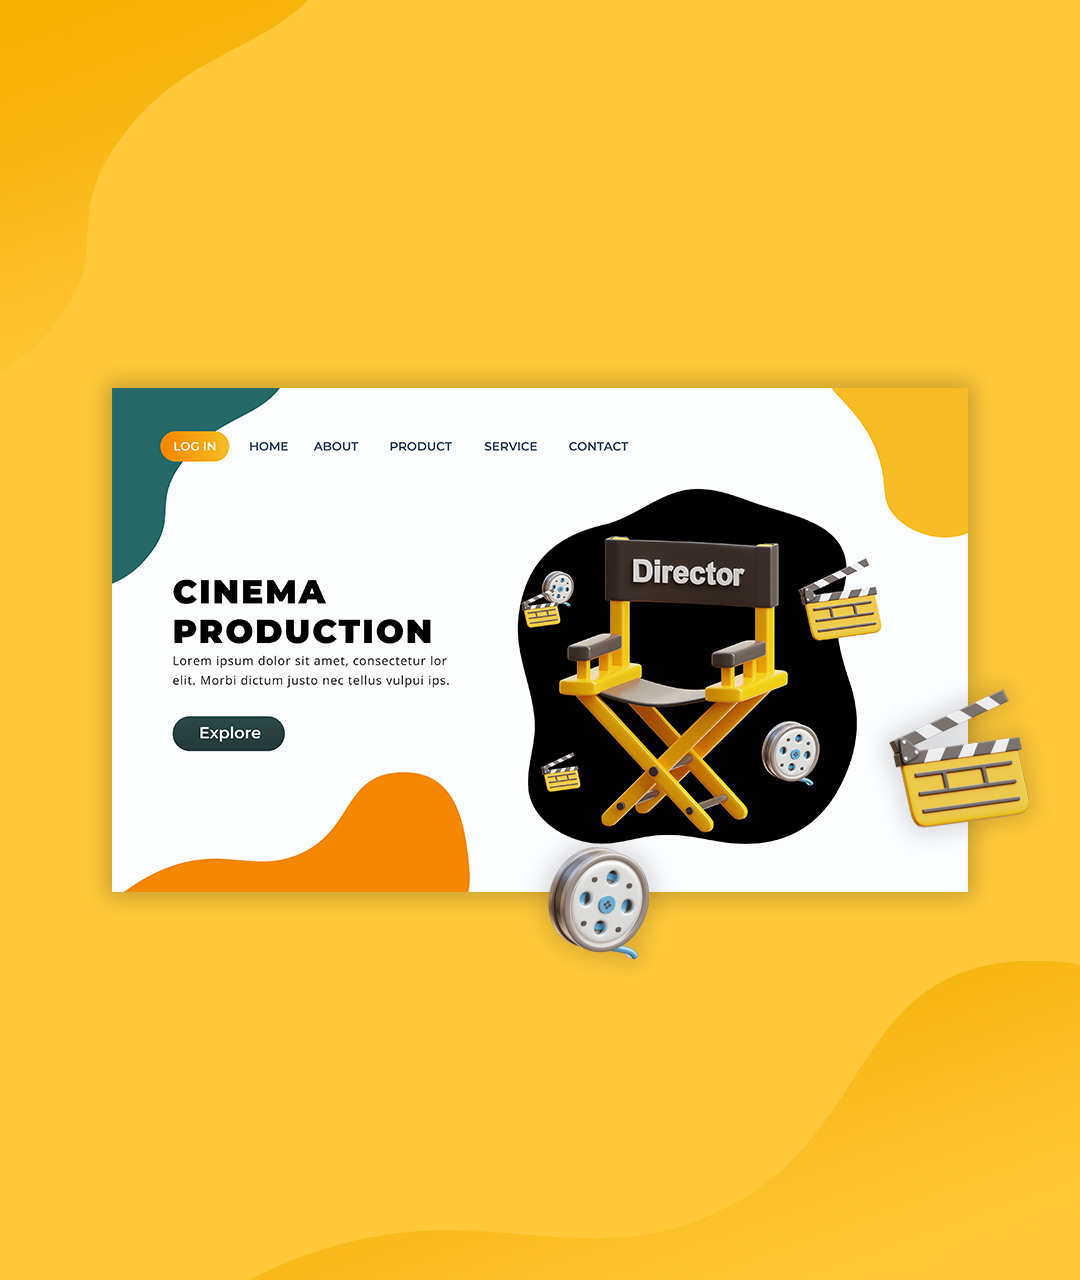 LOG IN HOME ABOUT PRODUCT SERVICE CONTACT
CINEMA
PRODUCTION
Lorem ipsum dolor sit amet, consectetur lor
elit. Morbi dictum justo nec tellus vulpui ips.
Explore
Director